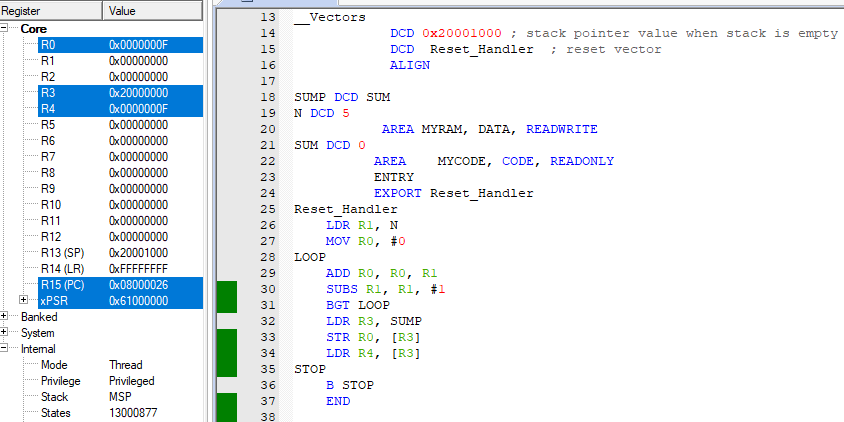 Register Value
Core
R0 0x0000000F
R1 0x00000000
R2 0x00000000
R3 0x20000000
R4 0x0000000F
R5 0x00000000
R6 0x00000000
R7 0x00000000
R8 0x00000000
R9 0x00000000
R10 0x00000000
R11 0x00000000
R12 0x00000000
R13 (SP) 0x20001000
R14 (LR) 0xFFFFFFFF
R15 (PC) 0x08000026
xPSR 0x61000000
Banked
System
Internal
Mode Thread
Privilege Privileged
Stack MSP
States 13000877
13 __Vectors
14 DCD 0x20001000 ; stack pointer value when stack is empty
15 DCD Reset_Handler ; reset vector
16 ALIGN
17
18 SUMP DCD SUM
19 N DCD 5
20 AREA MYRAM, DATA, READWRITE
21 SUM DCD 0
22 AREA MYCODE, CODE, READONLY
23 ENTRY
24 EXPORT Reset_Handler
25 Reset_Handler
26 LDR R1, N
27 MOV R0, #0
28 LOOP
29 ADD R0, R0, R1
30 SUBS R1, R1, #1
31 BGT LOOP
32 LDR R3, SUMP
33 STR R0, [R3]
34 LDR R4, [R3]
35 STOP
36 B STOP
37 END
38